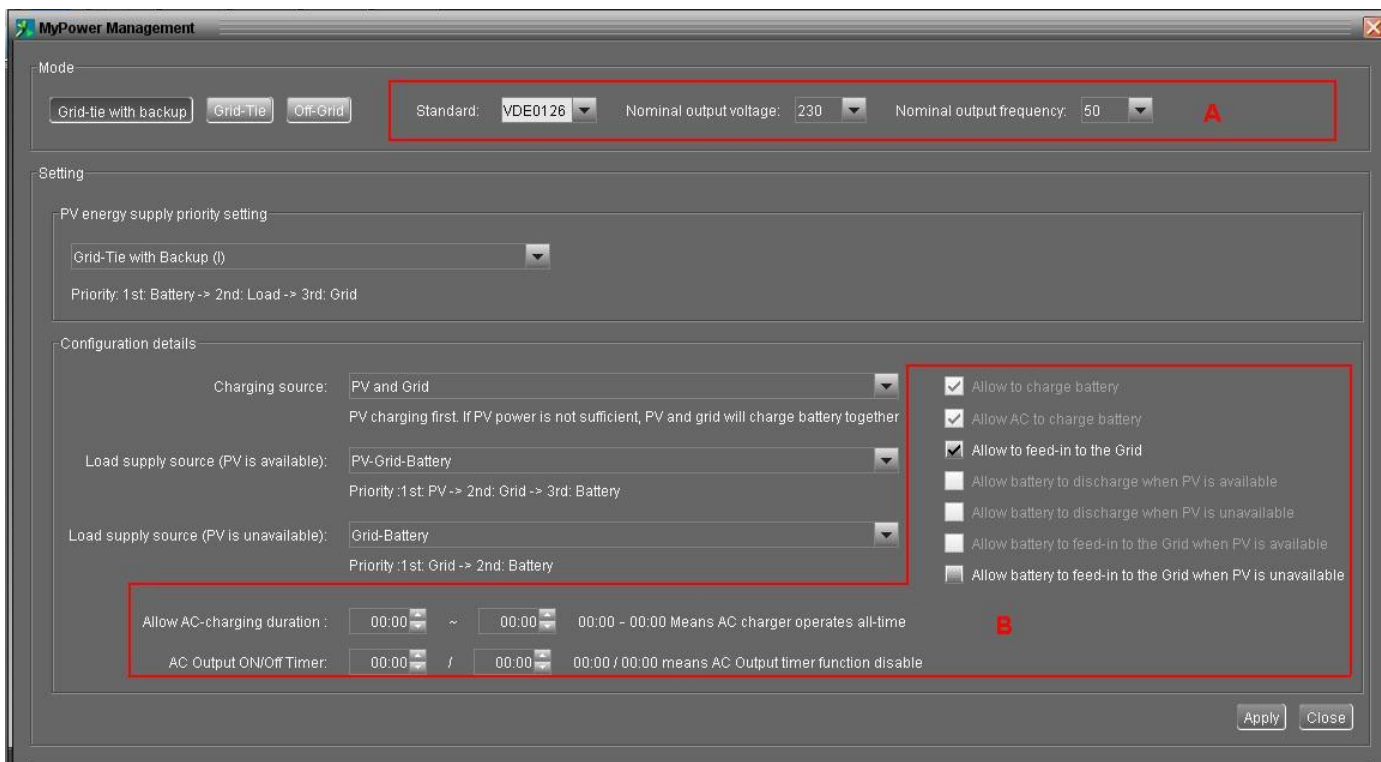 MyPower Management
Mode
Grid-tie with backup Grid-Tie Off-Grid Standard: VDE0126 Nominal output voltage: 230 Nominal output frequency: 50 A
Setting
PV energy supply priority setting
Grid-Tie with Backup (I)
Priority: 1st: Battery -> 2nd: Load -> 3rd: Grid
Configuration details
Charging source: PV and Grid
PV charging first. If PV power is not sufficient, PV and grid will charge battery together
Load supply source (PV is available): PV-Grid-Battery
Priority :1st: PV -> 2nd: Grid -> 3rd: Battery
Load supply source (PV is unavailable): Grid-Battery
Priority :1st: Grid -> 2nd: Battery
Allow to charge battery
Allow AC to charge battery
Allow to feed-in to the Grid
Allow battery to discharge when PV is available
Allow battery to discharge when PV is unavailable
Allow battery to feed-in to the Grid when PV is available
Allow battery to feed-in to the Grid when PV is unavailable
Allow AC-charging duration : 00:00 ~ 00:00 00:00 - 00:00 Means AC charger operates all-time
B
AC Output ON/Off Timer: 00:00 / 00:00 00:00 / 00:00 means AC Output timer function disable
Apply Close